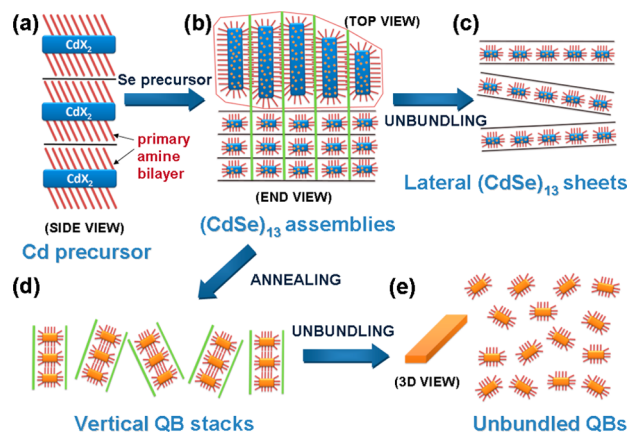 (a)
CdX2
CdX2
CdX2
primary
amine
bilayer
(SIDE VIEW)
Cd precursor
Se precursor
(b)
(TOP VIEW)
(END VIEW)
(CdSe)13 assemblies
UNBUNDLING
(c)
Lateral (CdSe)13 sheets
ANNEALING
(d)
Vertical QB stacks
UNBUNDLING
(e)
(3D VIEW)
Unbundled QBs